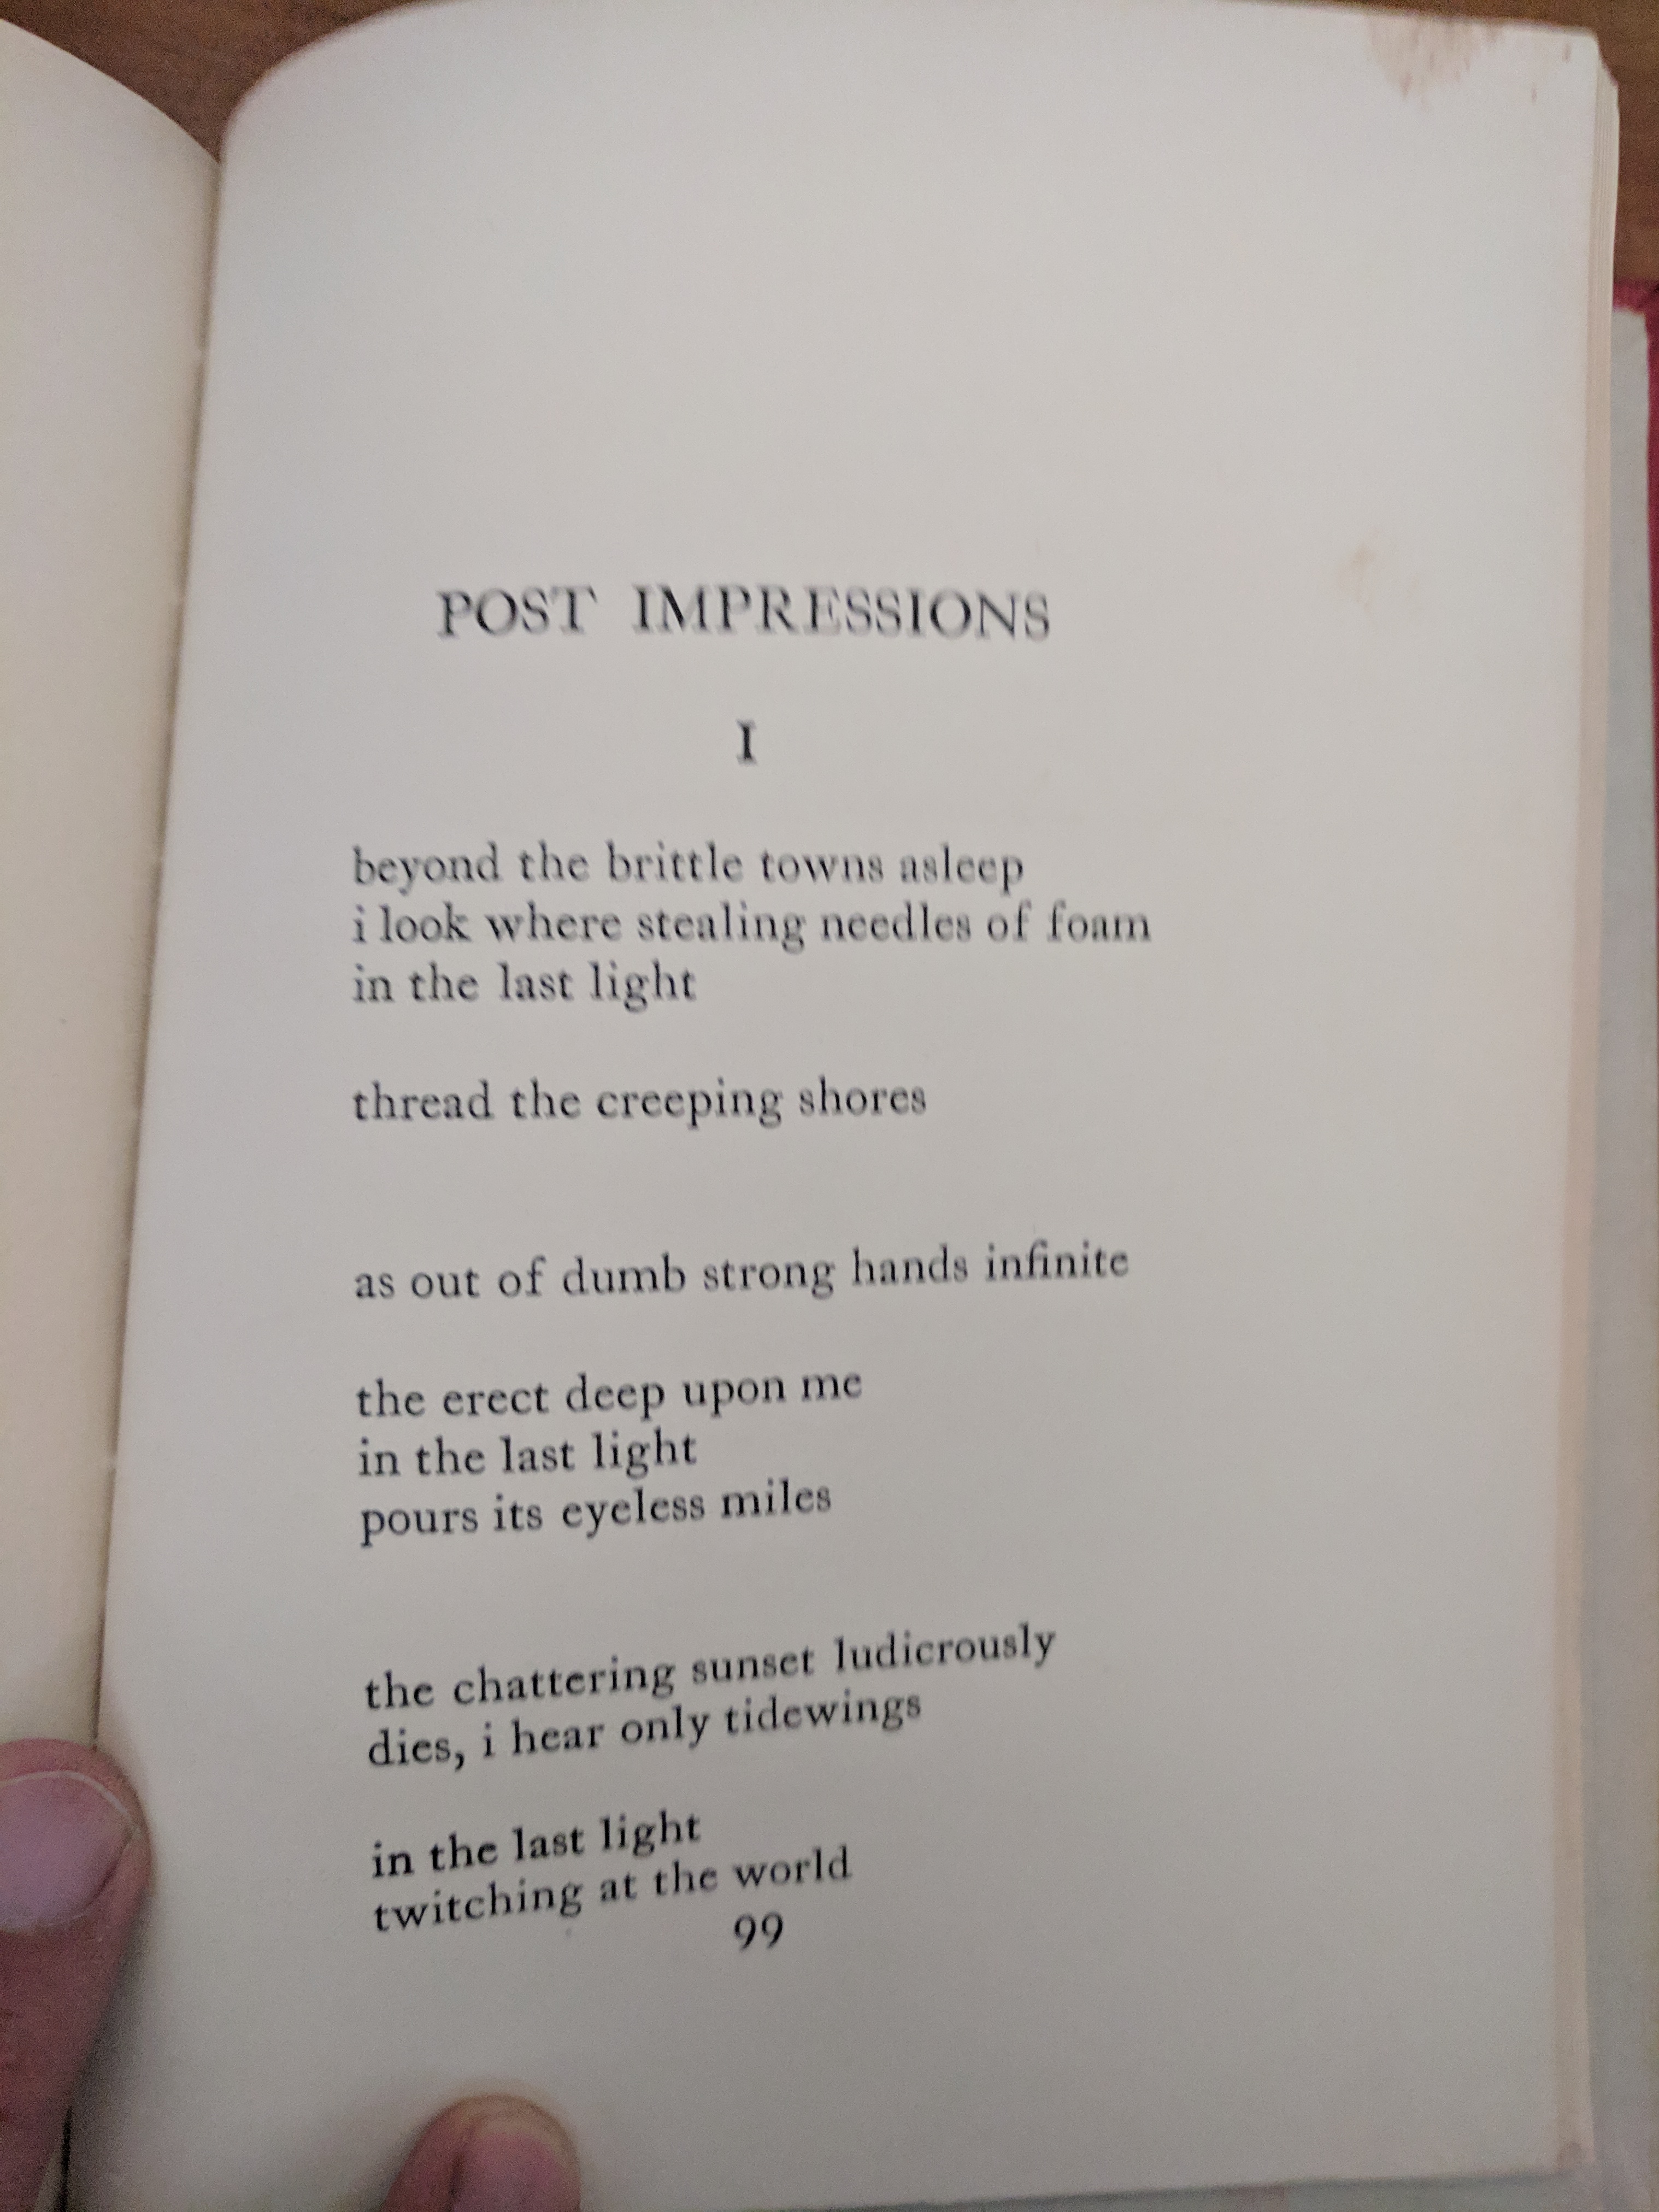 POST IMPRESSIONS
I
beyond the brittle towns asleep
i look where stealing needles of foam
in the last light
thread the creeping shores
as out of dumb strong hands infinite
the erect deep upon me
in the last light
pours its eyeless miles
the chattering sunset ludicrously
dies, i hear only tidewings
in the last light
twitching at the world
99